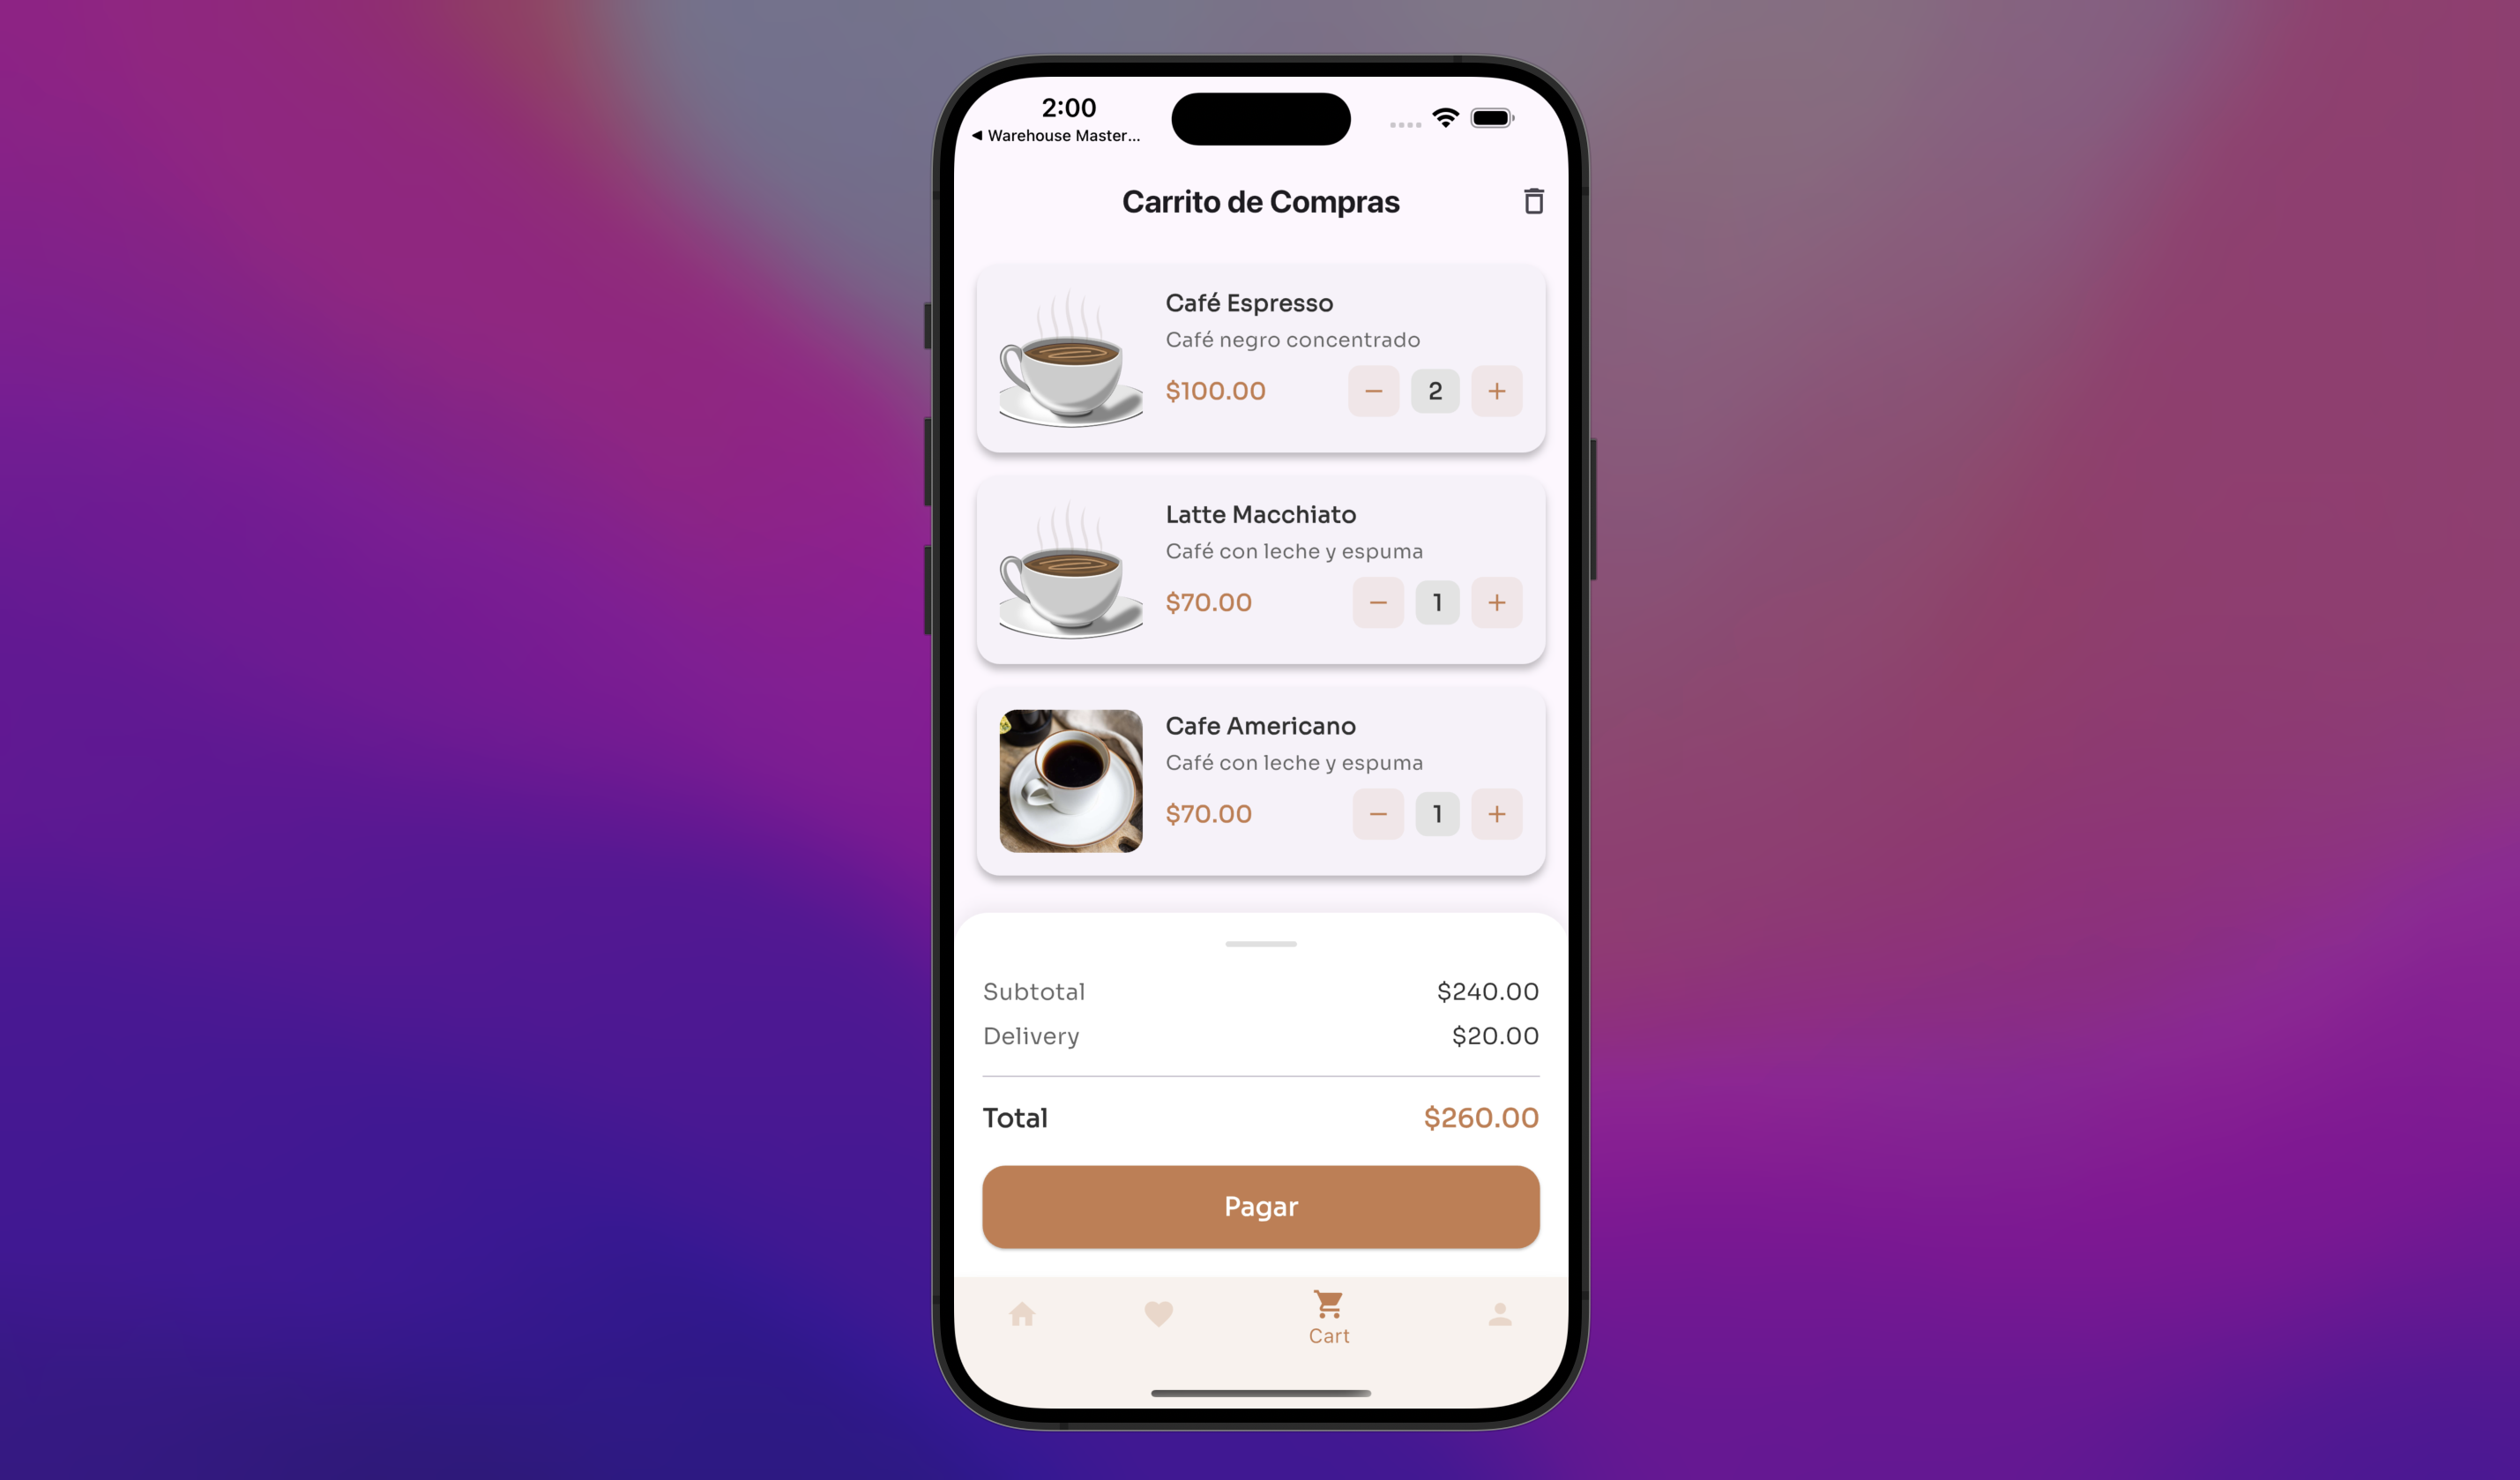 2:00
◀ Warehouse Master...
Carrito de Compras
Café Espresso
Café negro concentrado
$100.00
2
Latte Macchiato
Café con leche y espuma
$70.00
1
Cafe Americano
Café con leche y espuma
$70.00
1
Subtotal $240.00
Delivery $20.00
Total $260.00
Pagar
Cart